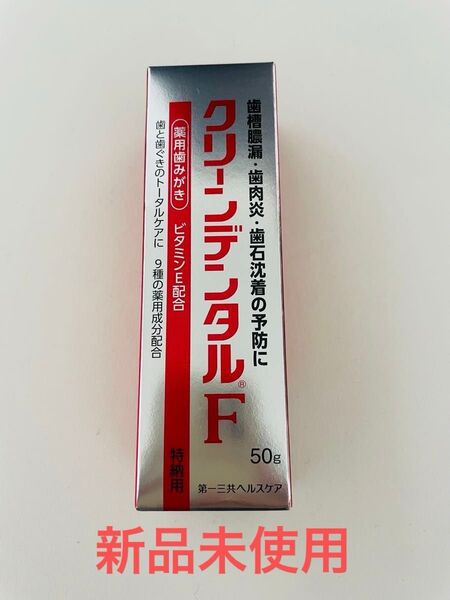 歯槽膿漏・歯肉炎・歯石沈着の予防に
クリーンデンタル®F
薬用歯みがき ビタミンE配合
特納用
歯と歯ぐきのトータルケアに 9種の薬用成分配合
50g
第一三共ヘルスケア
新品未使用